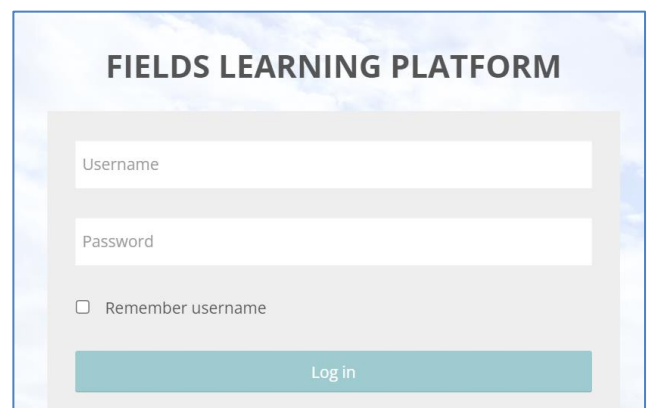 FIELDS LEARNING PLATFORM
Username
Password
Remember username
Log in